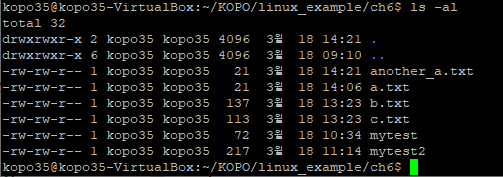 kopo35@kopo35-VirtualBox:~/KOPO/linux_example/ch6$ ls -al
total 32
drwxrwxr-x 2 kopo35 kopo35 4096  3월  18 14:21 .
drwxrwxr-x 6 kopo35 kopo35 4096  3월  18 09:10 ..
-rw-rw-r-- 1 kopo35 kopo35   21  3월  18 14:21 another_a.txt
-rw-rw-r-- 1 kopo35 kopo35   21  3월  18 14:06 a.txt
-rw-rw-r-- 1 kopo35 kopo35  137  3월  18 13:23 b.txt
-rw-rw-r-- 1 kopo35 kopo35  113  3월  18 13:23 c.txt
-rw-rw-r-- 1 kopo35 kopo35   72  3월  18 10:34 mytest
-rw-rw-r-- 1 kopo35 kopo35  217  3월  18 11:14 mytest2
kopo35@kopo35-VirtualBox:~/KOPO/linux_example/ch6$